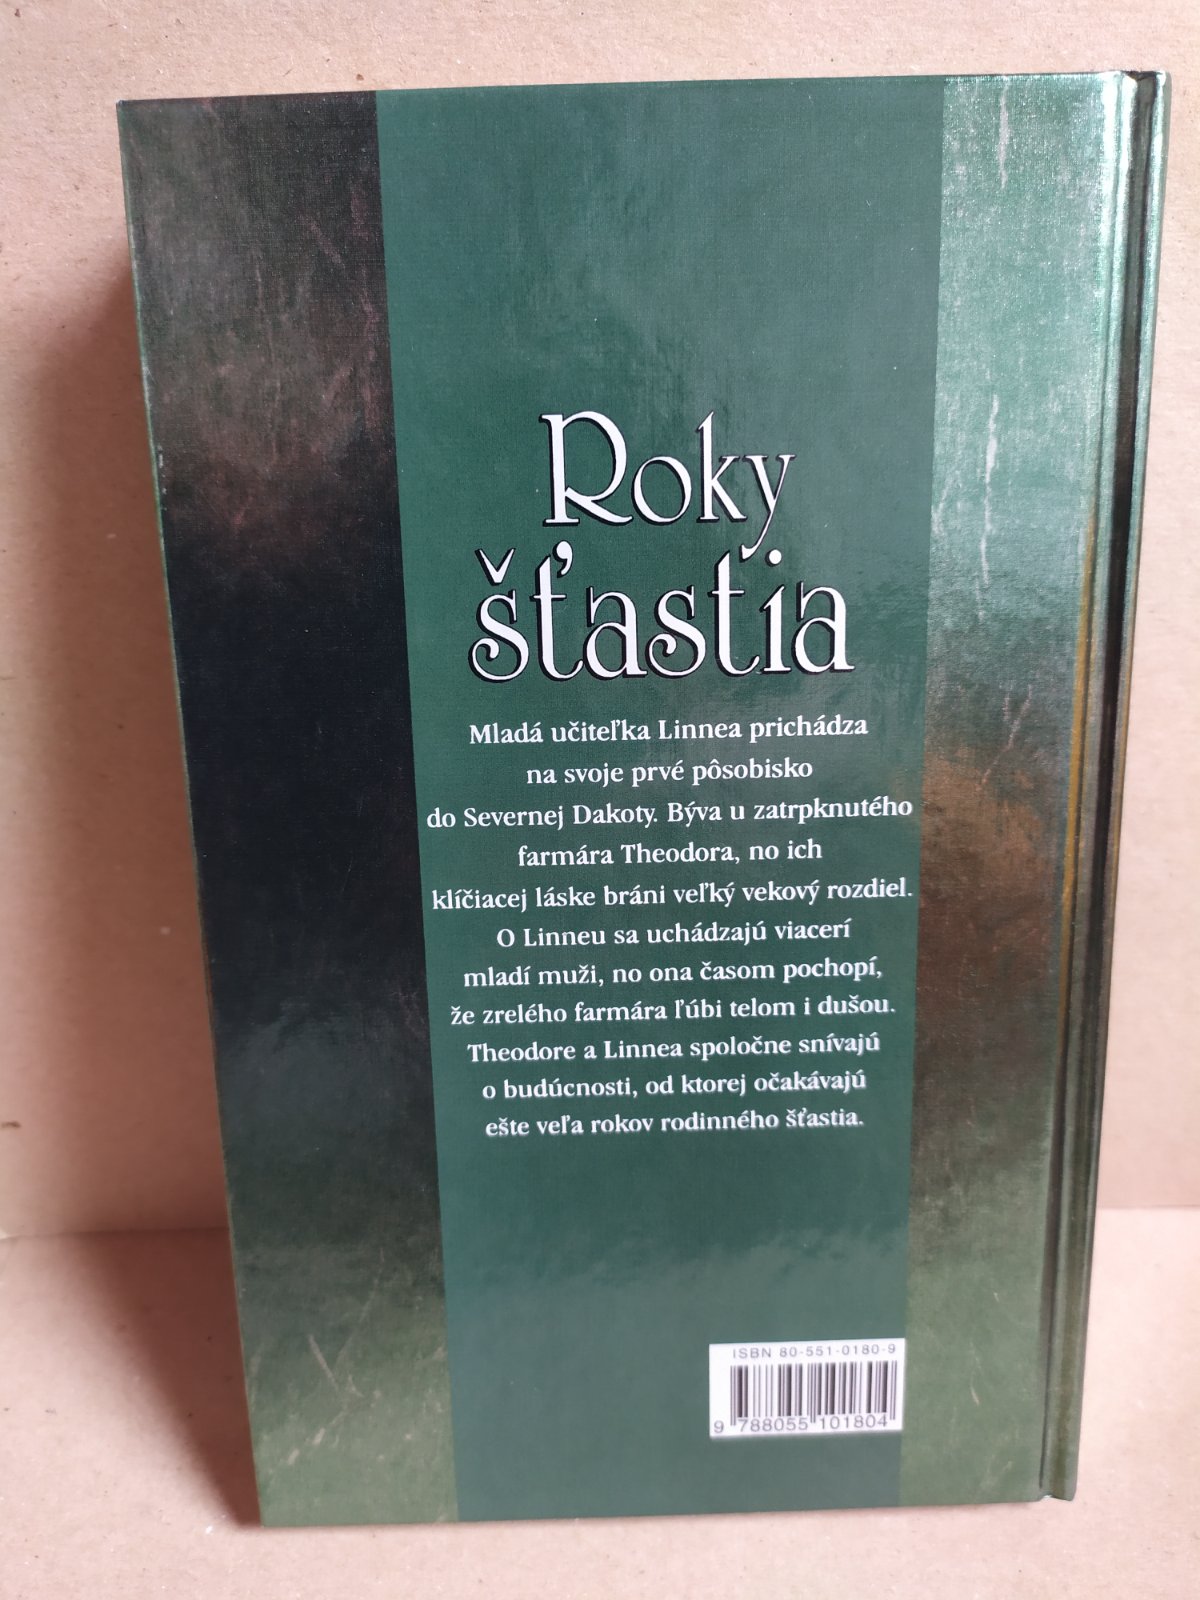 Roky
šťastia
Mladá učiteľka Linnea prichádza
na svoje prvé pôsobisko
do Severnej Dakoty. Býva u zatrpknutého
farmára Theodora, no ich
klíčiacej láske bráni veľký vekový rozdiel.
O Linneu sa uchádzajú viacerí
mladí muži, no ona časom pochopí,
že zrelého farmára ľúbi telom i dušou.
Theodore a Linnea spoločne snívajú
o budúcnosti, od ktorej očakávajú
ešte veľa rokov rodinného šťastia.
ISBN 80-551-0180-9
9 788055 101804